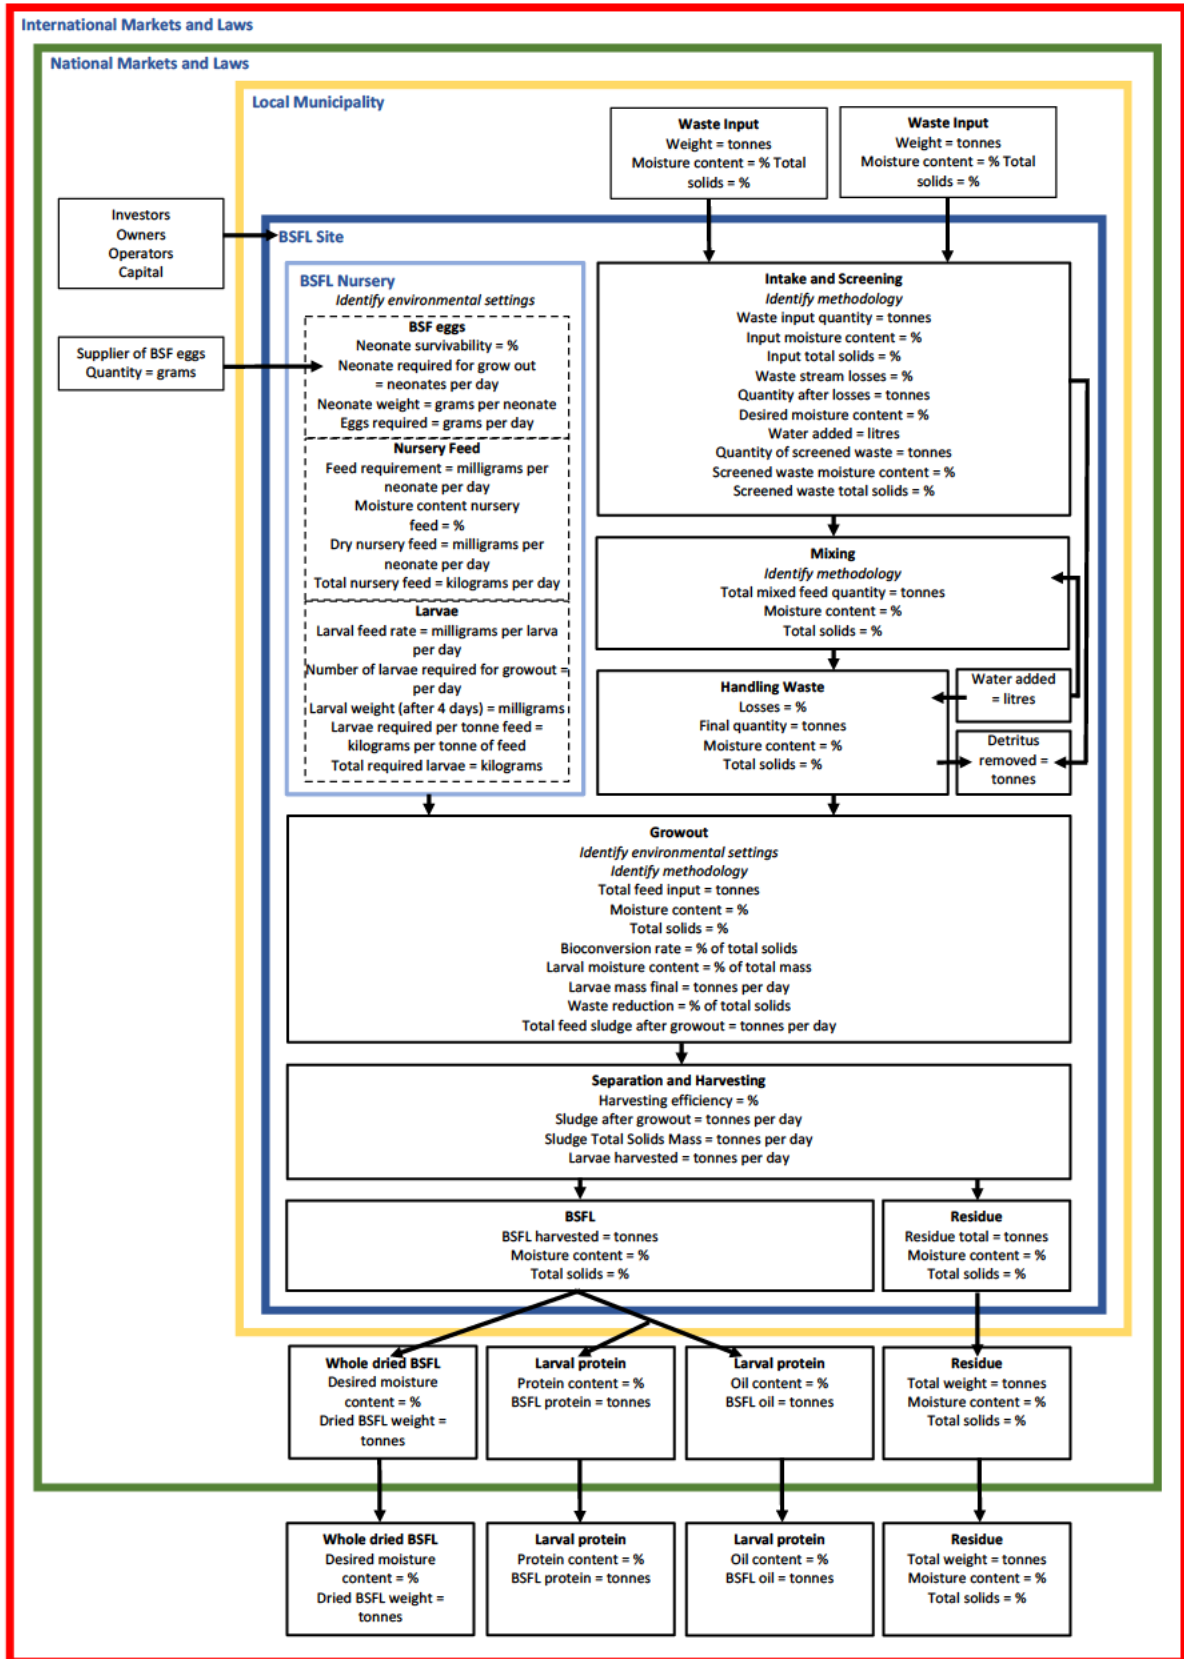 International Markets and Laws
National Markets and Laws
Local Municipality
Waste Input
Weight = tonnes
Moisture content = % Total
solids = %
Waste Input
Weight = tonnes
Moisture content = % Total
solids = %
Investors
Owners
Operators
Capital
BSFL Site
Supplier of BSF eggs
Quantity = grams
BSFL Nursery
Identify environmental settings
BSF eggs
Neonate survivability = %
Neonate required for grow out
= neonates per day
Neonate weight = grams per neonate
Eggs required = grams per day
Nursery Feed
Feed requirement = milligrams per
neonate per day
Moisture content nursery
feed = %
Dry nursery feed = milligrams per
neonate per day
Total nursery feed = kilograms per day
Larvae
Larval feed rate = milligrams per larva
per day
Number of larvae required for growout =
per day
Larval weight (after 4 days) = milligrams
Larvae required per tonne feed =
kilograms per tonne of feed
Total required larvae = kilograms
Intake and Screening
Identify methodology
Waste input quantity = tonnes
Input moisture content = %
Input total solids = %
Waste stream losses = %
Quantity after losses = tonnes
Desired moisture content = %
Water added = litres
Quantity of screened waste = tonnes
Screened waste moisture content = %
Screened waste total solids = %
Mixing
Identify methodology
Total mixed feed quantity = tonnes
Moisture content = %
Total solids = %
Handling Waste
Losses = %
Final quantity = tonnes
Moisture content = %
Total solids = %
Water added
= litres
Detritus
removed =
tonnes
Growout
Identify environmental settings
Identify methodology
Total feed input = tonnes
Moisture content = %
Total solids = %
Bioconversion rate = % of total solids
Larval moisture content = % of total mass
Larvae mass final = tonnes per day
Waste reduction = % of total solids
Total feed sludge after growout = tonnes per day
Separation and Harvesting
Harvesting efficiency = %
Sludge after growout = tonnes per day
Sludge Total Solids Mass = tonnes per day
Larvae harvested = tonnes per day
BSFL
BSFL harvested = tonnes
Moisture content = %
Total solids = %
Residue
Residue total = tonnes
Moisture content = %
Total solids = %
Whole dried BSFL
Desired moisture
content = %
Dried BSFL weight =
tonnes
Larval protein
Protein content = %
BSFL protein = tonnes
Larval protein
Oil content = %
BSFL oil = tonnes
Residue
Total weight = tonnes
Moisture content = %
Total solids = %
Whole dried BSFL
Desired moisture
content = %
Dried BSFL weight =
tonnes
Larval protein
Protein content = %
BSFL protein = tonnes
Larval protein
Oil content = %
BSFL oil = tonnes
Residue
Total weight = tonnes
Moisture content = %
Total solids = %